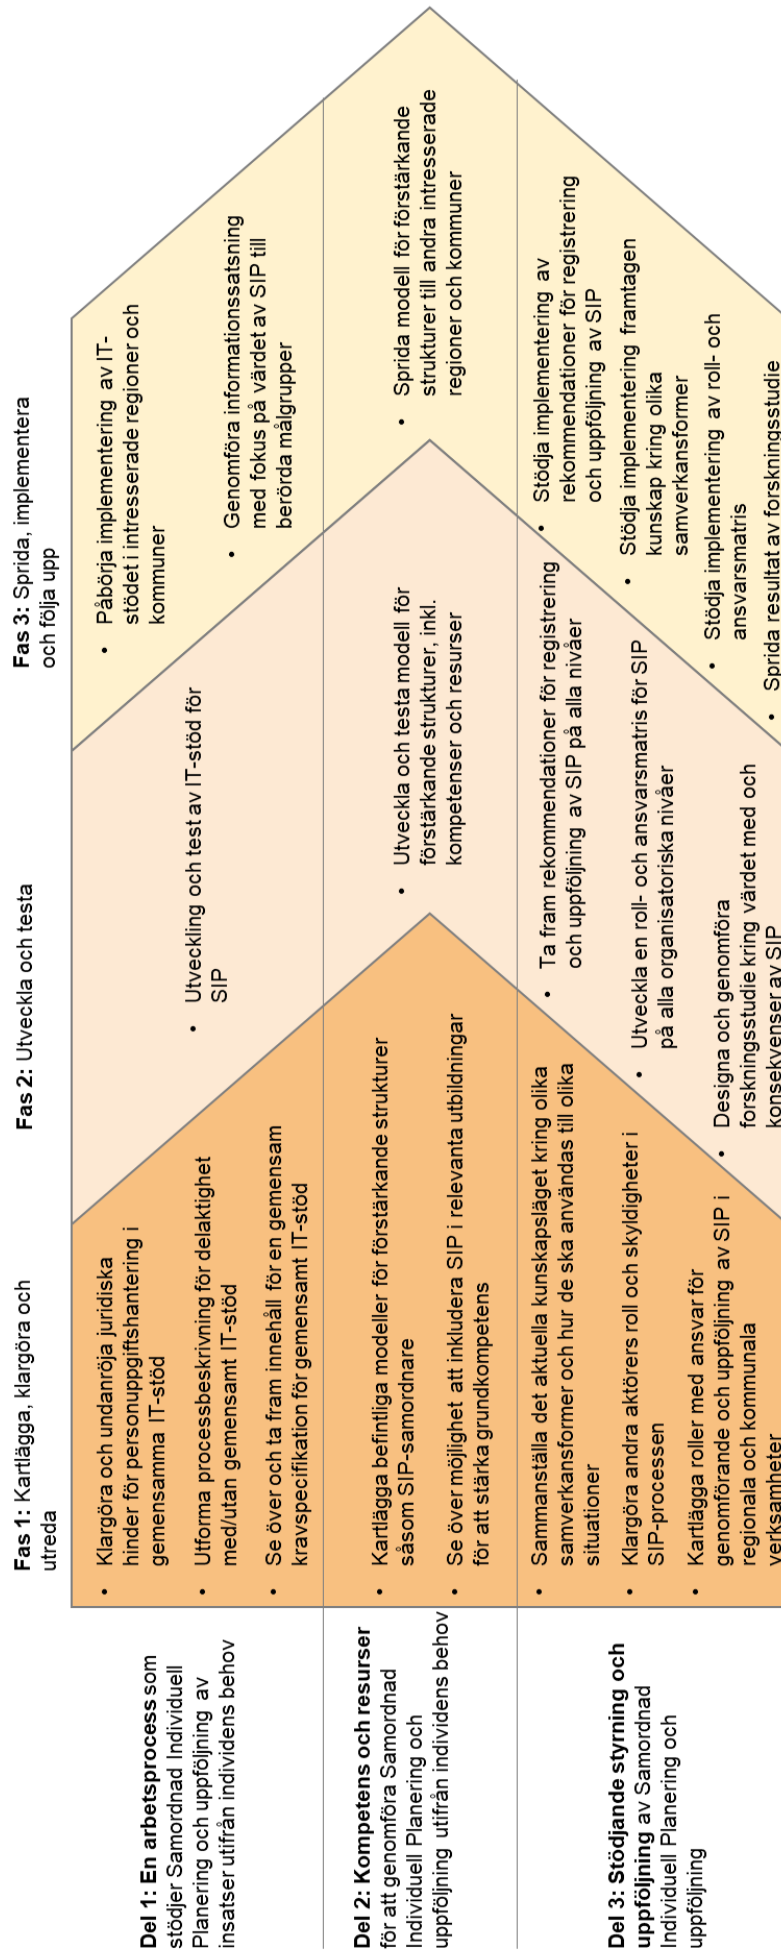 Fas 1: Kartlägga, klargöra och
utreda
Fas 2: Utveckla och testa
Fas 3: Sprida, implementera
och följa upp
Del 1: En arbetsprocess som
stödjer Samordnad Individuell
Planering och uppföljning av
insatser utifrån individens behov
• Klargöra och undanröja juridiska
hinder för personuppgiftshantering i
gemensamma IT-stöd
• Utforma processbeskrivning för delaktighet
med/utan gemensamt IT-stöd
• Se över och ta fram innehåll för en gemensam
kravspecifikation för gemensamt IT-stöd
• Utveckling och test av IT-stöd för
SIP
• Påbörja implementering av IT-
stödet i intresserade regioner och
kommuner
• Genomföra informationssatsning
med fokus på värdet av SIP till
berörda målgrupper
Del 2: Kompetens och resurser
för att genomföra Samordnad
Individuell Planering och
uppföljning utifrån individens behov
• Kartlägga befintliga modeller för förstärkande strukturer
såsom SIP-samordnare
• Se över möjlighet att inkludera SIP i relevanta utbildningar
för att stärka grundkompetens
• Utveckla och testa modell för
förstärkande strukturer, inkl.
kompetenser och resurser
• Sprida modell för förstärkande
strukturer till andra intresserade
regioner och kommuner
Del 3: Stödjande styrning och
uppföljning av Samordnad
Individuell Planering och
uppföljning
• Sammanställa det aktuella kunskapsläget kring olika
samverkansformer och hur de ska användas till olika
situationer
• Klargöra andra aktörers roll och skyldigheter i
SIP-processen
• Kartlägga roller med ansvar för
genomförande och uppföljning av SIP i
regionala och kommunala
verksamheter
• Ta fram rekommendationer för registrering
och uppföljning av SIP på alla nivåer
• Utveckla en roll- och ansvarsmatris för SIP
på alla organisatoriska nivåer
• Designa och genomföra
forskningsstudie kring värdet med och
konsekvenser av SIP
• Stödja implementering av
rekommendationer för registrering
och uppföljning av SIP
• Stödja implementering framtagen
kunskap kring olika
samverkansformer
• Stödja implementering av roll- och
ansvarsmatris
• Sprida resultat av forskningsstudie